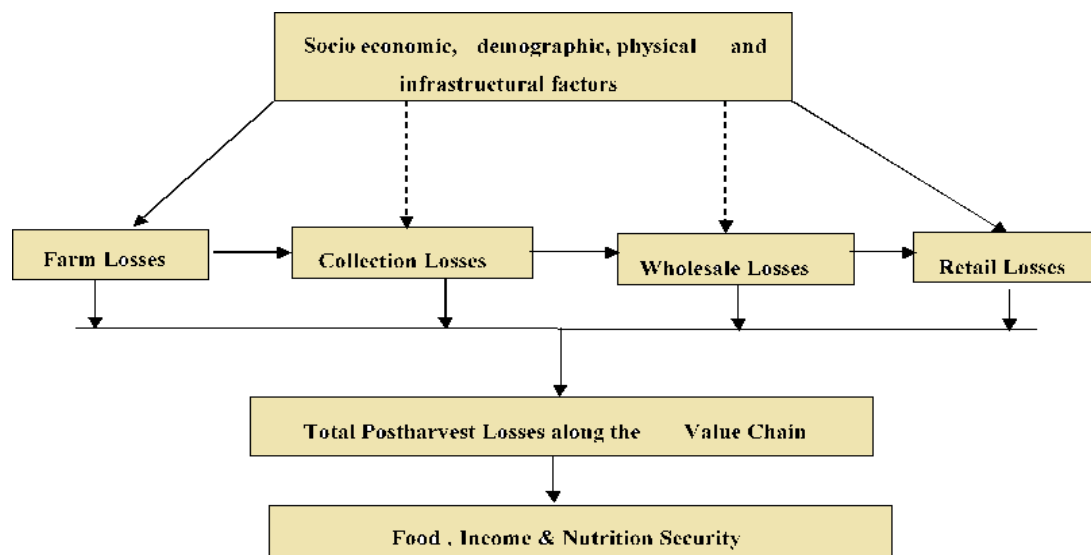 Socio economic, demographic, physical and
infrastructural factors
Farm Losses
Collection Losses
Wholesale Losses
Retail Losses
Total Postharvest Losses along the Value Chain
Food , Income & Nutrition Security